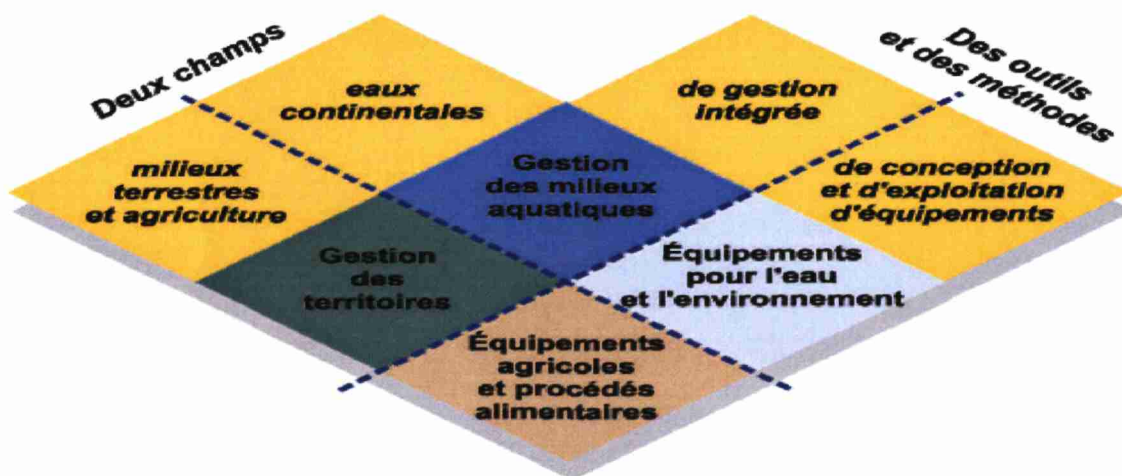 Deux champs
Des outils
et des méthodes
eaux
continentales
de gestion
intégrée
milieux
terrestres
et agriculture
Gestion
des milieux
aquatiques
de conception
et d'exploitation
d'équipements
Gestion
des
territoires
Équipements
pour l'eau
et l'environnement
Équipements
agricoles
et procédés
alimentaires